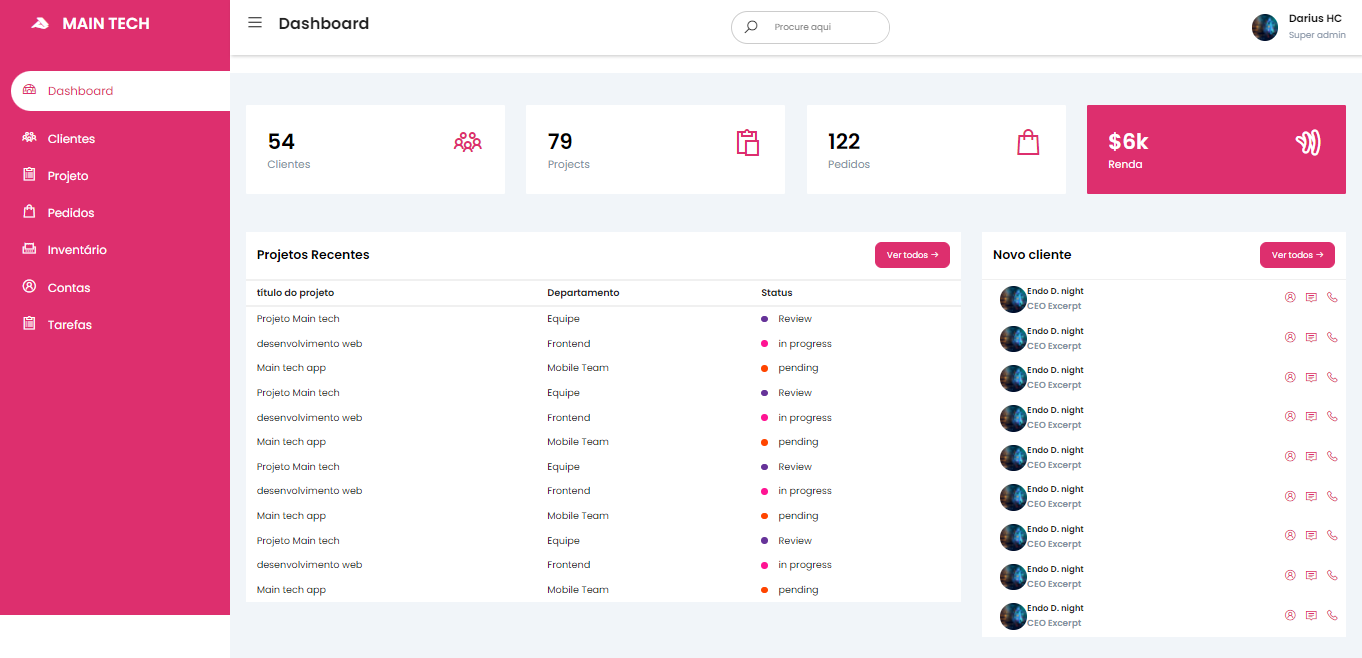 MAIN TECH
Dashboard
Clientes
Projeto
Pedidos
Inventário
Contas
Tarefas
Dashboard
Procure aqui
Darius HC
Super admin
54
Clientes
79
Projects
122
Pedidos
$6k
Renda
Projetos Recentes
Ver todos →
título do projeto Departamento Status
Projeto Main tech Equipe Review
desenvolvimento web Frontend in progress
Main tech app Mobile Team pending
Projeto Main tech Equipe Review
desenvolvimento web Frontend in progress
Main tech app Mobile Team pending
Projeto Main tech Equipe Review
desenvolvimento web Frontend in progress
Main tech app Mobile Team pending
Projeto Main tech Equipe Review
desenvolvimento web Frontend in progress
Main tech app Mobile Team pending
Novo cliente
Ver todos →
Endo D. night
CEO Excerpt
Endo D. night
CEO Excerpt
Endo D. night
CEO Excerpt
Endo D. night
CEO Excerpt
Endo D. night
CEO Excerpt
Endo D. night
CEO Excerpt
Endo D. night
CEO Excerpt
Endo D. night
CEO Excerpt
Endo D. night
CEO Excerpt